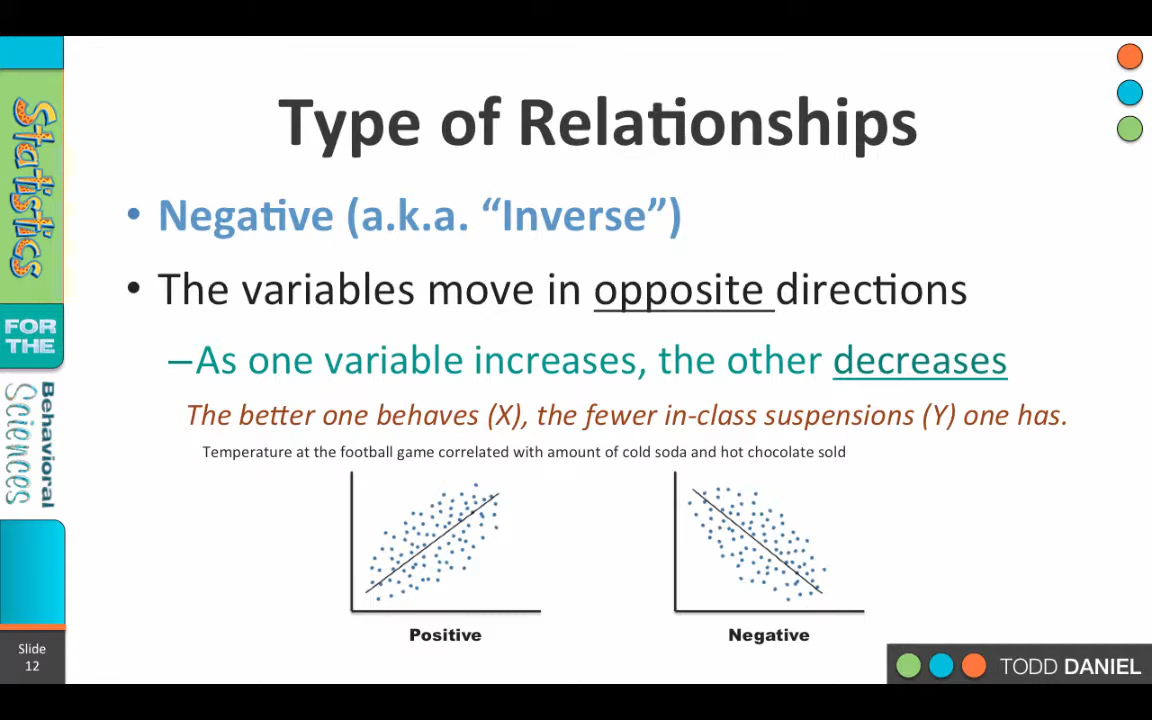 Statistics
FOR THE
Behavioral
Sciences
Slide
12
Type of Relationships
• Negative (a.k.a. “Inverse”)
• The variables move in opposite directions
–As one variable increases, the other decreases
The better one behaves (X), the fewer in-class suspensions (Y) one has.
Temperature at the football game correlated with amount of cold soda and hot chocolate sold
Positive
Negative
TODD DANIEL